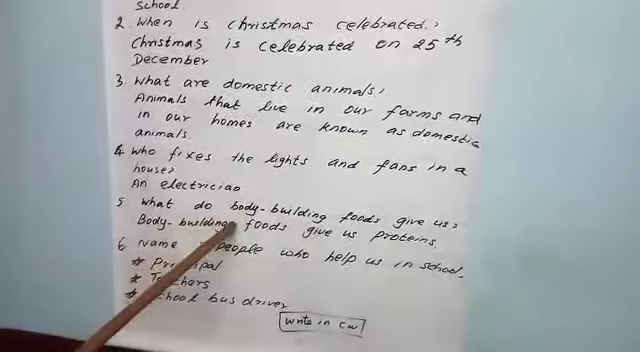 School.
2. When is christmas celebrated?
Christmas is celebrated on 25th
December
3. What are domestic animals?
Animals that live in our farms and
in our homes are known as domestic
animals.
4. Who fixes the lights and fans in a
house?
An electrician
5 What do body-building foods give us?
Body-building foods give us proteins.
6 Name people who help us in school.
* Principal
* Teachers
* School bus driver
Write in cw